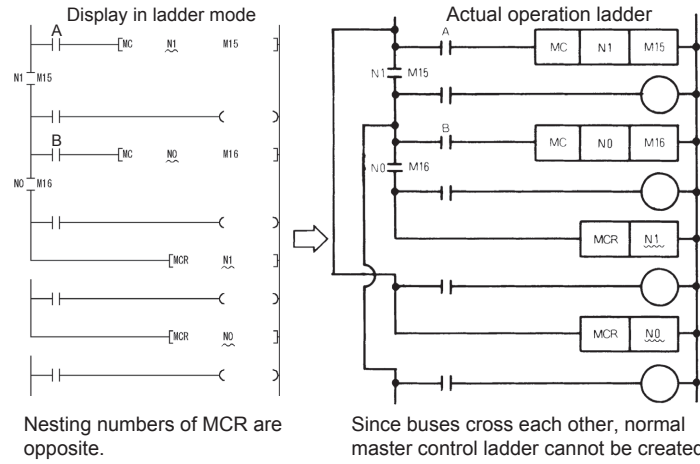 Display in ladder mode
A
MC N1 M15
N1 M15
B
MC N0 M16
N0 M16
MCR N1
MCR N0
Nesting numbers of MCR are
opposite.
Actual operation ladder
A
MC N1 M15
N1 M15
B
MC N0 M16
N0 M16
MCR N1
MCR N0
Since buses cross each other, normal
master control ladder cannot be created